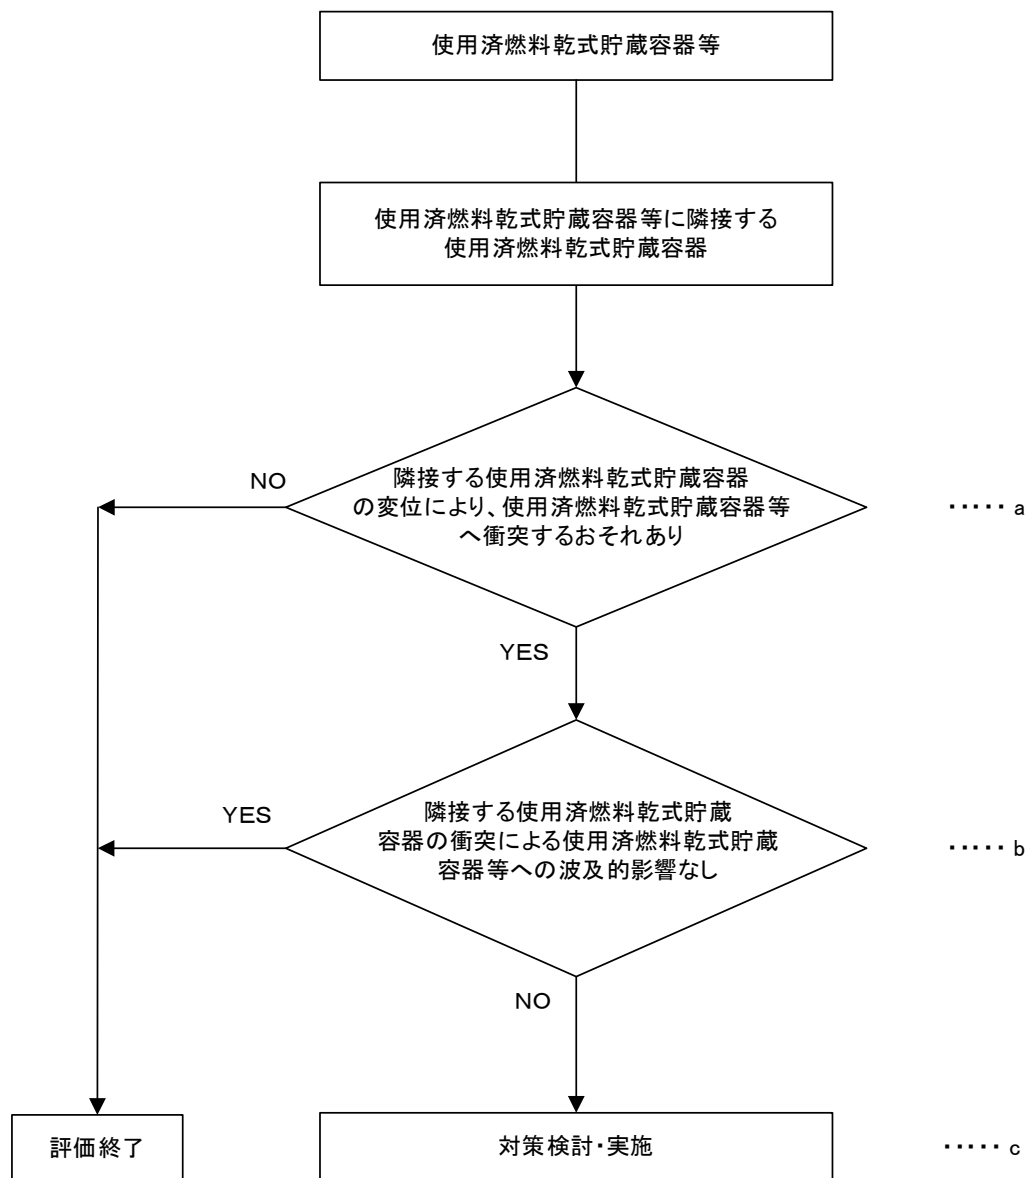 使用済燃料乾式貯蔵容器等
使用済燃料乾式貯蔵容器等に隣接する
使用済燃料乾式貯蔵容器
隣接する使用済燃料乾式貯蔵容器
の変位により、使用済燃料乾式貯蔵容器等
へ衝突するおそれあり
NO
・・・・・ a
YES
隣接する使用済燃料乾式貯蔵
容器の衝突による使用済燃料乾式貯蔵
容器等への波及的影響なし
YES
・・・・・ b
NO
評価終了
対策検討・実施
・・・・・ c